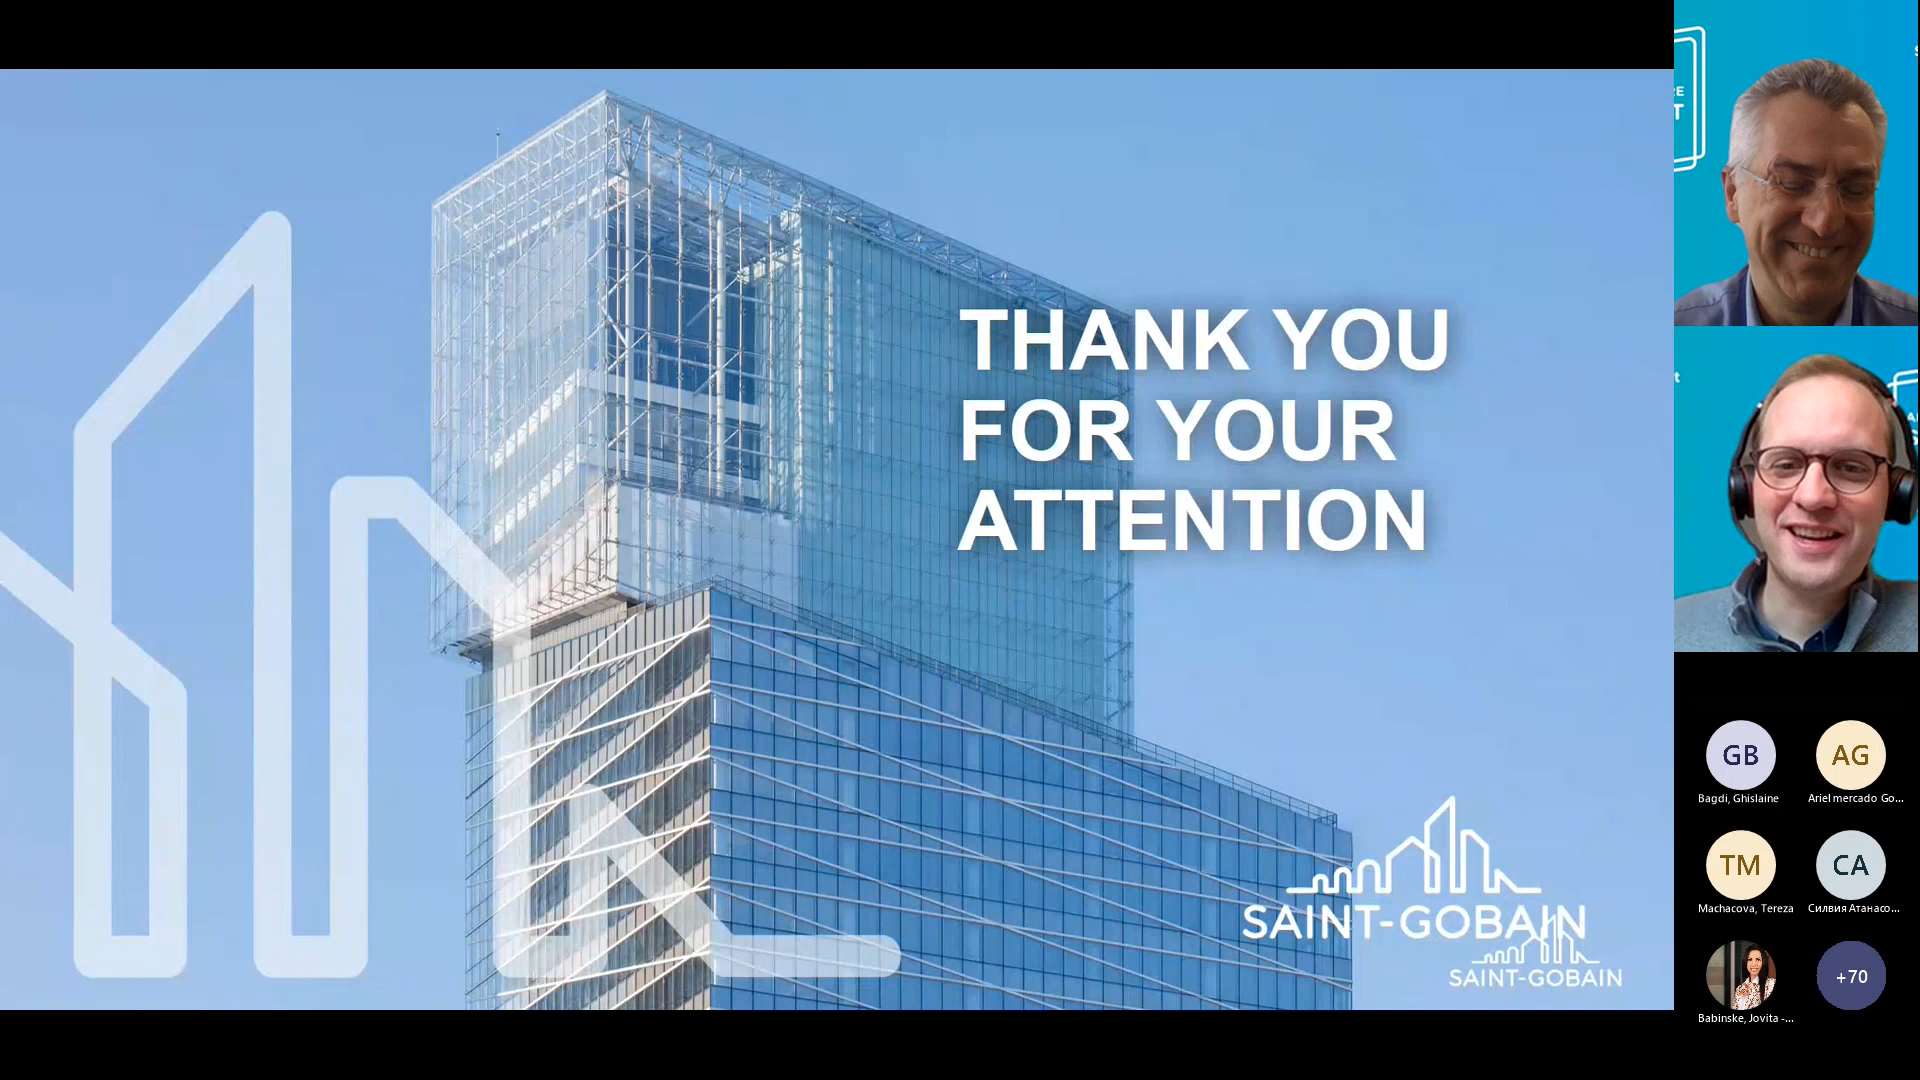 THANK YOU
FOR YOUR
ATTENTION
SAINT-GOBAIN
SAINT-GOBAIN
GB
AG
Bagdi, Ghislaine
Ariel mercado Go...
TM
CA
Machacova, Tereza
Силвия Атанасо...
+70
Babinske, Jovita -...